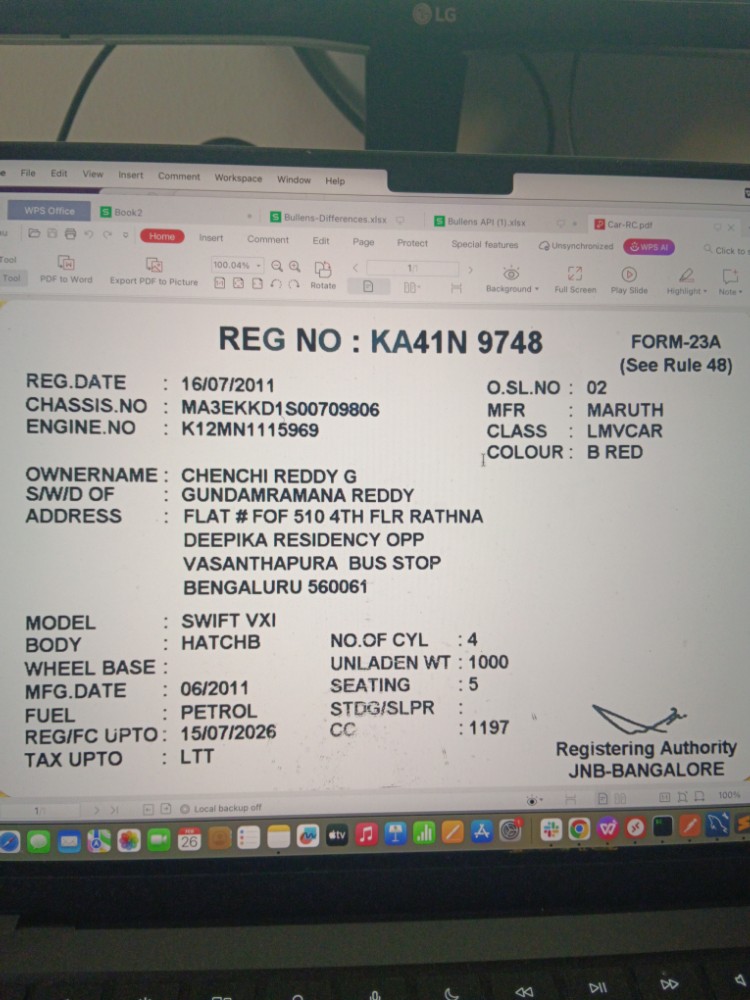 LG
File Edit View Insert Comment Workspace Window Help
WPS Office Book2 Bullens-Differences.xlsx Bullens API (1).xlsx Car-RC.pdf
Home Insert Comment Edit Page Protect Special features Unsynchronized WPS AI Click to
Tool PDF to Word Export PDF to Picture 100.04% Rotate 1/1 Background Full Screen Play Slide Highlight Note
REG NO : KA41N 9748 FORM-23A
(See Rule 48)
REG.DATE : 16/07/2011 O.SL.NO : 02
CHASSIS.NO : MA3EKKD1S00709806 MFR : MARUTH
ENGINE.NO : K12MN1115969 CLASS : LMVCAR
COLOUR : B RED
OWNERNAME : CHENCHI REDDY G
S/W/D OF : GUNDAMRAMANA REDDY
ADDRESS : FLAT # FOF 510 4TH FLR RATHNA
DEEPIKA RESIDENCY OPP
VASANTHAPURA BUS STOP
BENGALURU 560061
MODEL : SWIFT VXI
BODY : HATCHB NO.OF CYL : 4
WHEEL BASE : UNLADEN WT : 1000
MFG.DATE : 06/2011 SEATING : 5
FUEL : PETROL STDG/SLPR :
REG/FC UPTO : 15/07/2026 CC : 1197
TAX UPTO : LTT
Registering Authority
JNB-BANGALORE
1/1 Local backup off 100%
26
tv